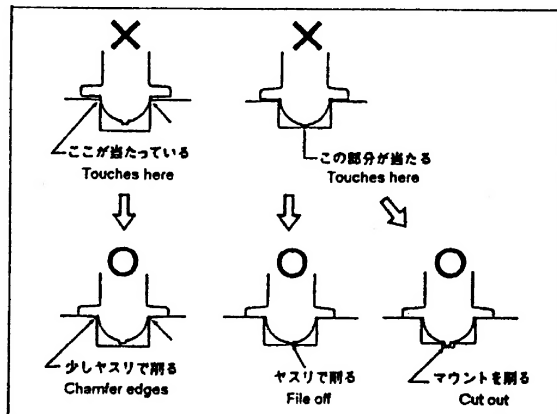 ここが当たっている
Touches here
この部分が当たる
Touches here
少しヤスリで削る
Chamfer edges
ヤスリで削る
File off
マウントを削る
Cut out